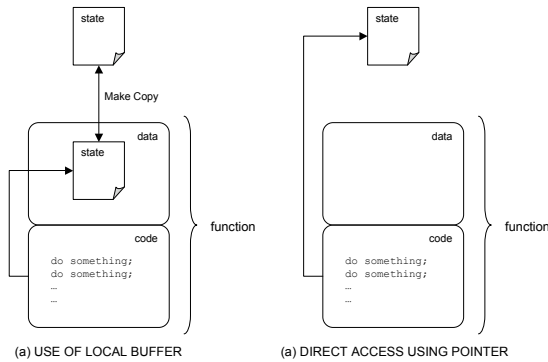 state
Make Copy
data
state
function
code
do something;
do something;
…
…
(a) USE OF LOCAL BUFFER
state
data
function
code
do something;
do something;
…
…
(a) DIRECT ACCESS USING POINTER